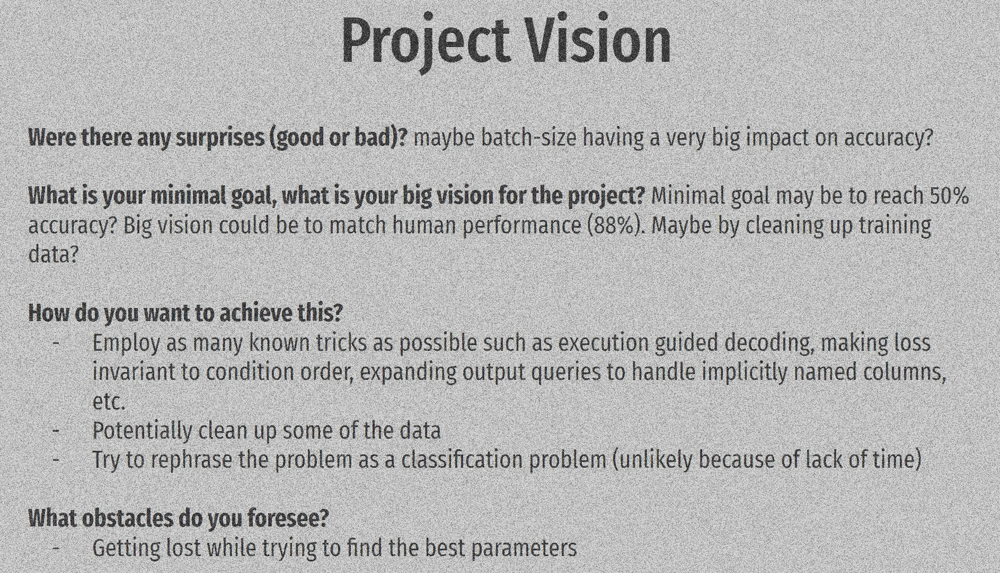 Project Vision
Were there any surprises (good or bad)? maybe batch-size having a very big impact on accuracy?
What is your minimal goal, what is your big vision for the project? Minimal goal may be to reach 50%
accuracy? Big vision could be to match human performance (88%). Maybe by cleaning up training
data?
How do you want to achieve this?
- Employ as many known tricks as possible such as execution guided decoding, making loss
invariant to condition order, expanding output queries to handle implicitly named columns,
etc.
- Potentially clean up some of the data
- Try to rephrase the problem as a classification problem (unlikely because of lack of time)
What obstacles do you foresee?
- Getting lost while trying to find the best parameters